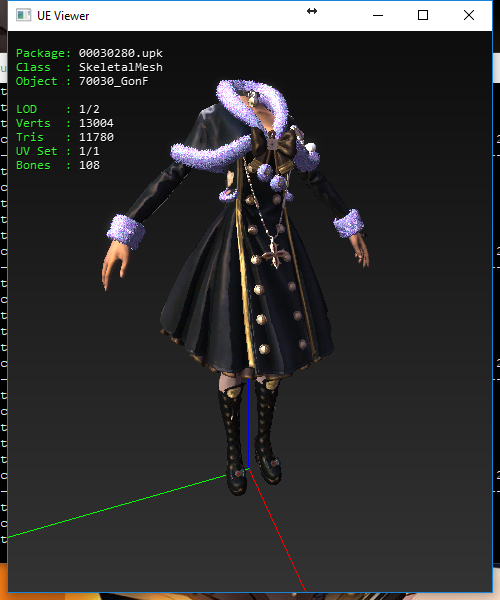 UE Viewer
Package: 00030280.upk
Class : SkeletalMesh
Object : 70030_GonF
LOD : 1/2
Verts : 13004
Tris : 11780
UV Set : 1/1
Bones : 108